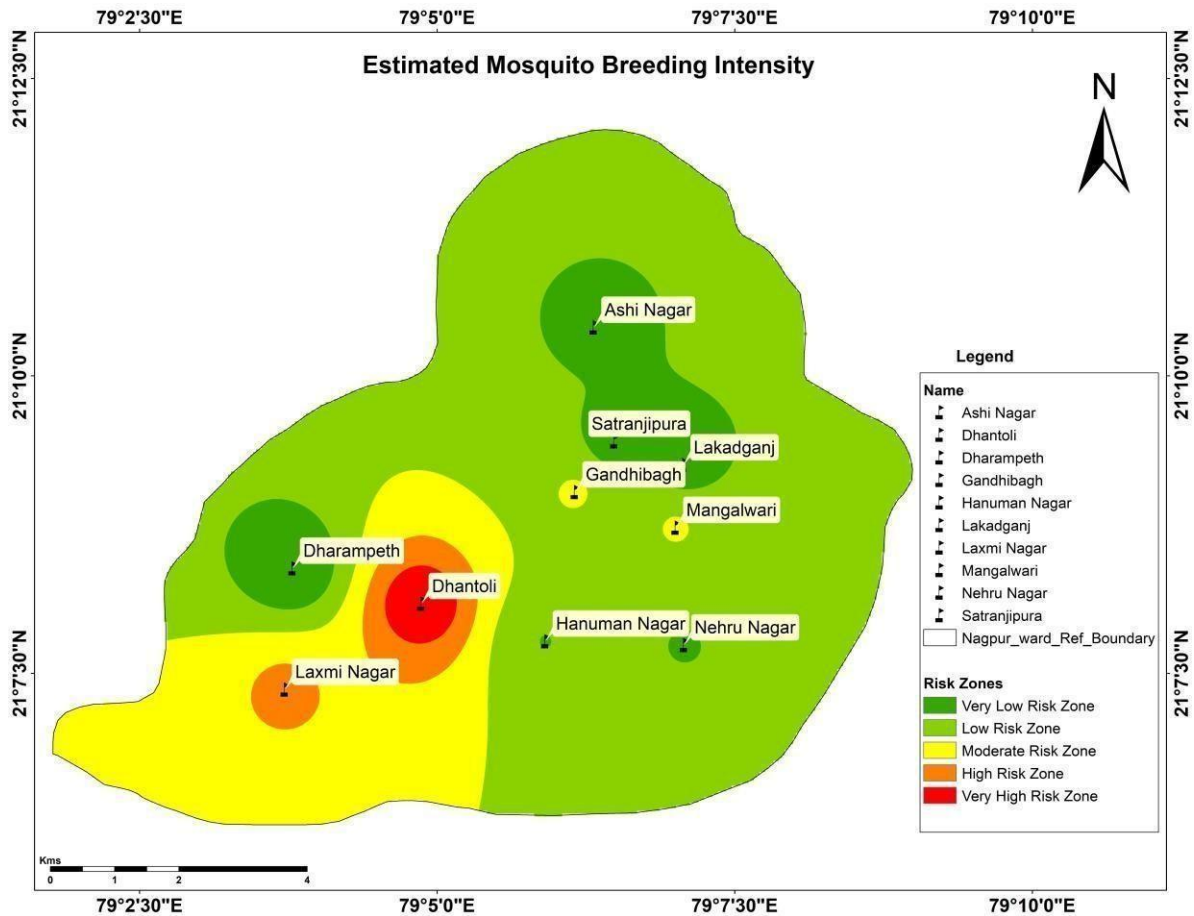 79°2'30"E 79°5'0"E 79°7'30"E 79°10'0"E
Estimated Mosquito Breeding Intensity
N
21°12'30"N 21°12'30"N
Ashi Nagar
21°10'0"N 21°10'0"N
Satranjipura
Lakadganj
Gandhibagh
Mangalwari
Dharampeth
Dhantoli
Hanuman Nagar
Nehru Nagar
Laxmi Nagar
21°7'30"N 21°7'30"N
Legend
Name
Ashi Nagar
Dhantoli
Dharampeth
Gandhibagh
Hanuman Nagar
Lakadganj
Laxmi Nagar
Mangalwari
Nehru Nagar
Satranjipura
Nagpur_ward_Ref_Boundary
Risk Zones
Very Low Risk Zone
Low Risk Zone
Moderate Risk Zone
High Risk Zone
Very High Risk Zone
Kms
0 1 2 4
79°2'30"E 79°5'0"E 79°7'30"E 79°10'0"E